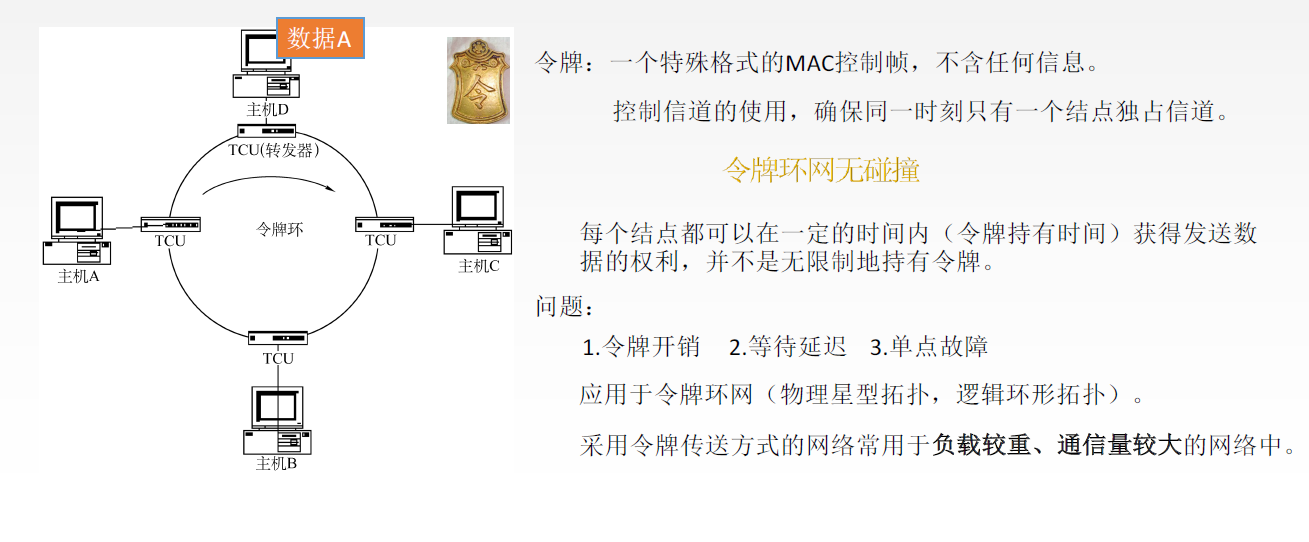 数据A
主机D
TCU(转发器)
令牌环
TCU
主机A
TCU
主机C
TCU
主机B
令
令牌：一个特殊格式的MAC控制帧，不含任何信息。
控制信道的使用，确保同一时刻只有一个结点独占信道。
令牌环网无碰撞
每个结点都可以在一定的时间内（令牌持有时间）获得发送数
据的权利，并不是无限制地持有令牌。
问题：
1.令牌开销 2.等待延迟 3.单点故障
应用于令牌环网（物理星型拓扑，逻辑环形拓扑）。
采用令牌传送方式的网络常用于负载较重、通信量较大的网络中。